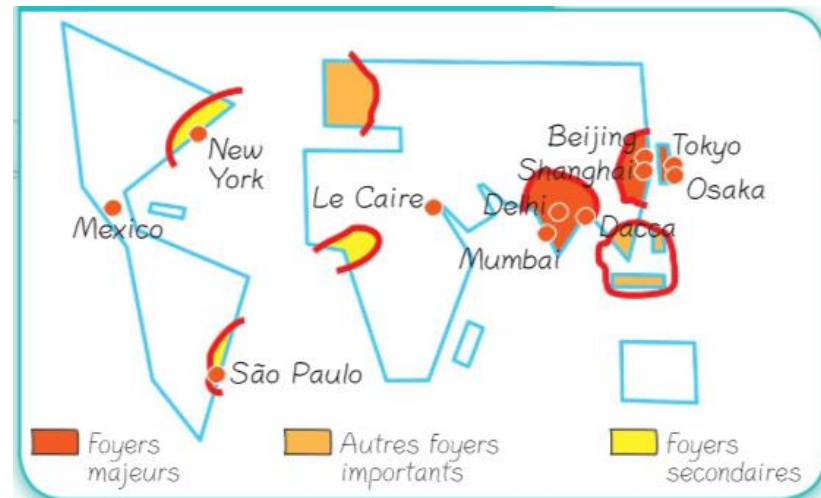 New
York
Mexico
Le Caire
Beijing
Tokyo
Shanghai
Osaka
Delhi
Dacca
Mumbai
São Paulo
Foyers
majeurs
Autres foyers
importants
Foyers
secondaires